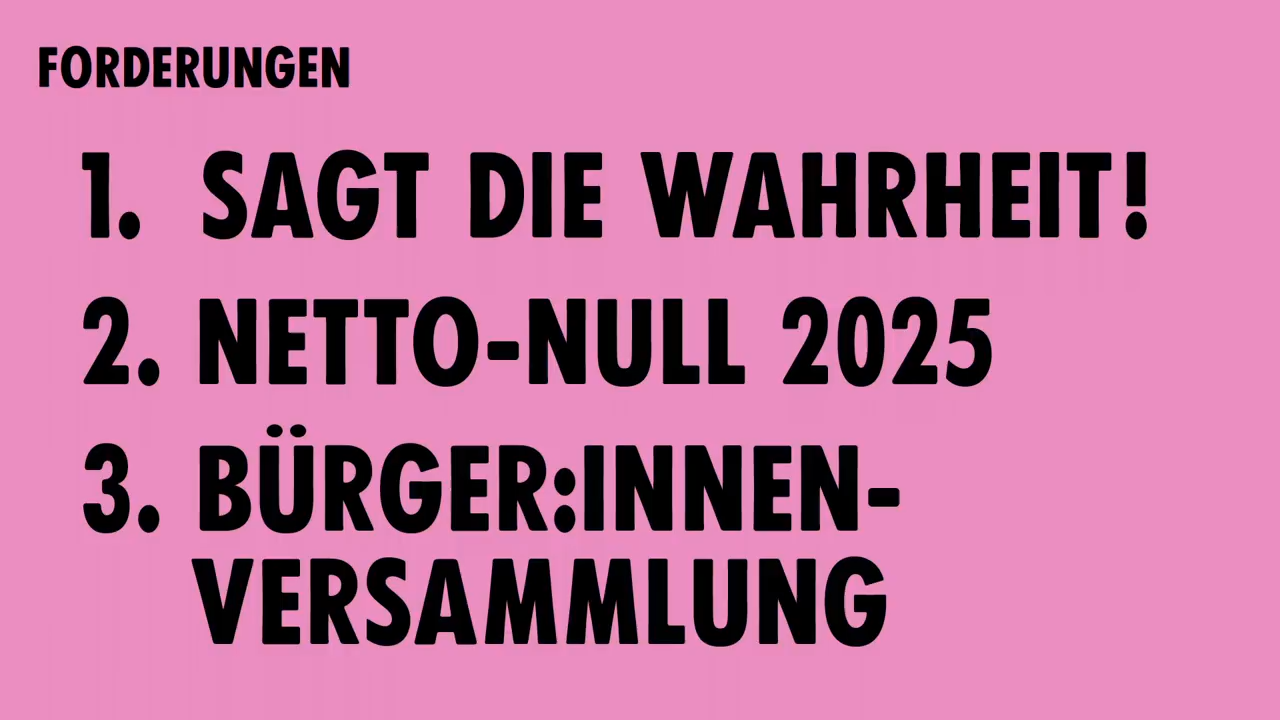 FORDERUNGEN
1. SAGT DIE WAHRHEIT!
2. NETTO-NULL 2025
3. BÜRGER:INNEN-
VERSAMMLUNG